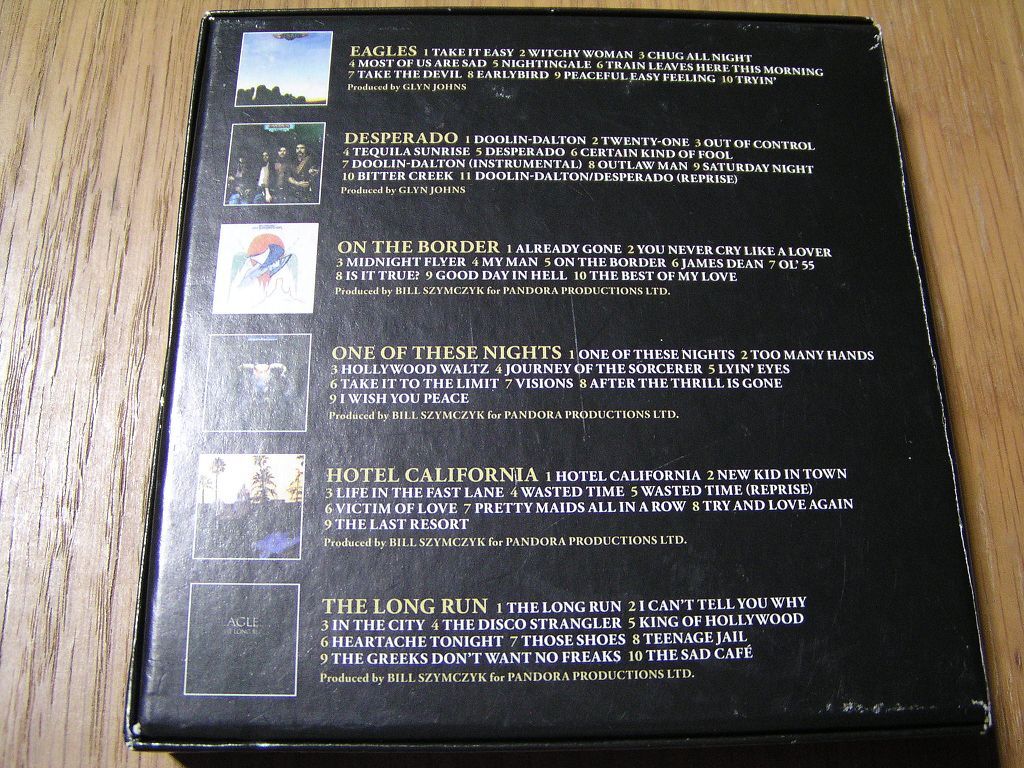 EAGLES 1 TAKE IT EASY 2 WITCHY WOMAN 3 CHUG ALL NIGHT
4 MOST OF US ARE SAD 5 NIGHTINGALE 6 TRAIN LEAVES HERE THIS MORNING
7 TAKE THE DEVIL 8 EARLYBIRD 9 PEACEFUL EASY FEELING 10 TRYIN'
Produced by GLYN JOHNS
DESPERADO 1 DOOLIN-DALTON 2 TWENTY-ONE 3 OUT OF CONTROL
4 TEQUILA SUNRISE 5 DESPERADO 6 CERTAIN KIND OF FOOL
7 DOOLIN-DALTON (INSTRUMENTAL) 8 OUTLAW MAN 9 SATURDAY NIGHT
10 BITTER CREEK 11 DOOLIN-DALTON/DESPERADO (REPRISE)
Produced by GLYN JOHNS
ON THE BORDER 1 ALREADY GONE 2 YOU NEVER CRY LIKE A LOVER
3 MIDNIGHT FLYER 4 MY MAN 5 ON THE BORDER 6 JAMES DEAN 7 OL' 55
8 IS IT TRUE? 9 GOOD DAY IN HELL 10 THE BEST OF MY LOVE
Produced by BILL SZYMCZYK for PANDORA PRODUCTIONS LTD.
ONE OF THESE NIGHTS 1 ONE OF THESE NIGHTS 2 TOO MANY HANDS
3 HOLLYWOOD WALTZ 4 JOURNEY OF THE SORCERER 5 LYIN' EYES
6 TAKE IT TO THE LIMIT 7 VISIONS 8 AFTER THE THRILL IS GONE
9 I WISH YOU PEACE
Produced by BILL SZYMCZYK for PANDORA PRODUCTIONS LTD.
HOTEL CALIFORNIA 1 HOTEL CALIFORNIA 2 NEW KID IN TOWN
3 LIFE IN THE FAST LANE 4 WASTED TIME 5 WASTED TIME (REPRISE)
6 VICTIM OF LOVE 7 PRETTY MAIDS ALL IN A ROW 8 TRY AND LOVE AGAIN
9 THE LAST RESORT
Produced by BILL SZYMCZYK for PANDORA PRODUCTIONS LTD.
THE LONG RUN 1 THE LONG RUN 2 I CAN'T TELL YOU WHY
3 IN THE CITY 4 THE DISCO STRANGLER 5 KING OF HOLLYWOOD
6 HEARTACHE TONIGHT 7 THOSE SHOES 8 TEENAGE JAIL
9 THE GREEKS DON'T WANT NO FREAKS 10 THE SAD CAFÉ
Produced by BILL SZYMCZYK for PANDORA PRODUCTIONS LTD.